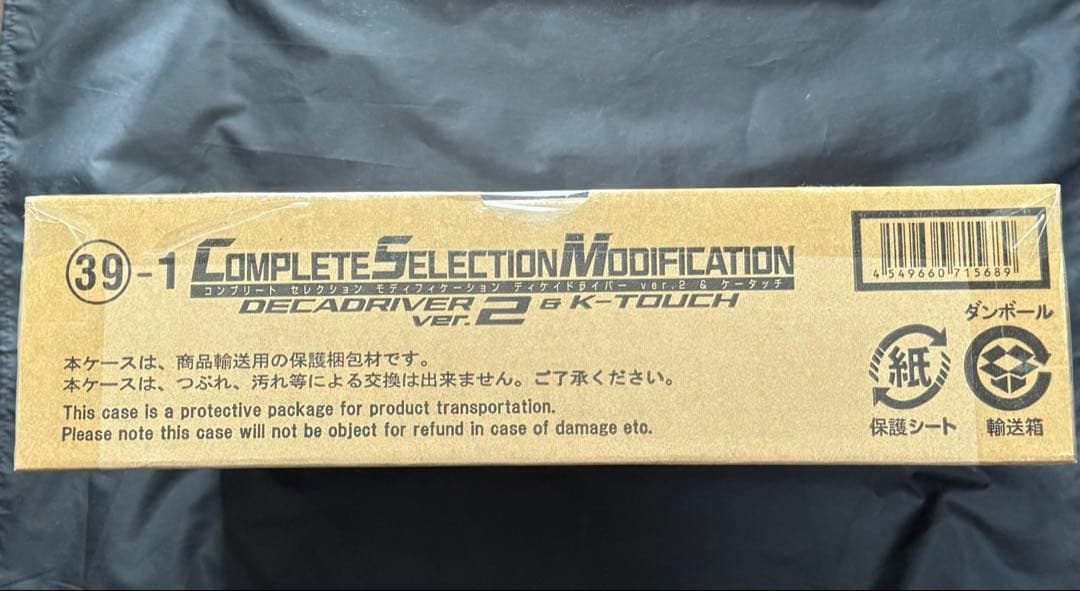 39-1 COMPLETE SELECTION MODIFICATION
コンプリート セレクション モディフィケーション ディケイドライバー ver.2 & ケータッチ
DECADRIVER ver.2 & K-TOUCH
4 549660 715689
ダンボール
紙
保護シート
輸送箱
本ケースは、商品輸送用の保護梱包材です。
本ケースは、つぶれ、汚れ等による交換は出来ません。ご了承ください。
This case is a protective package for product transportation.
Please note this case will not be object for refund in case of damage etc.